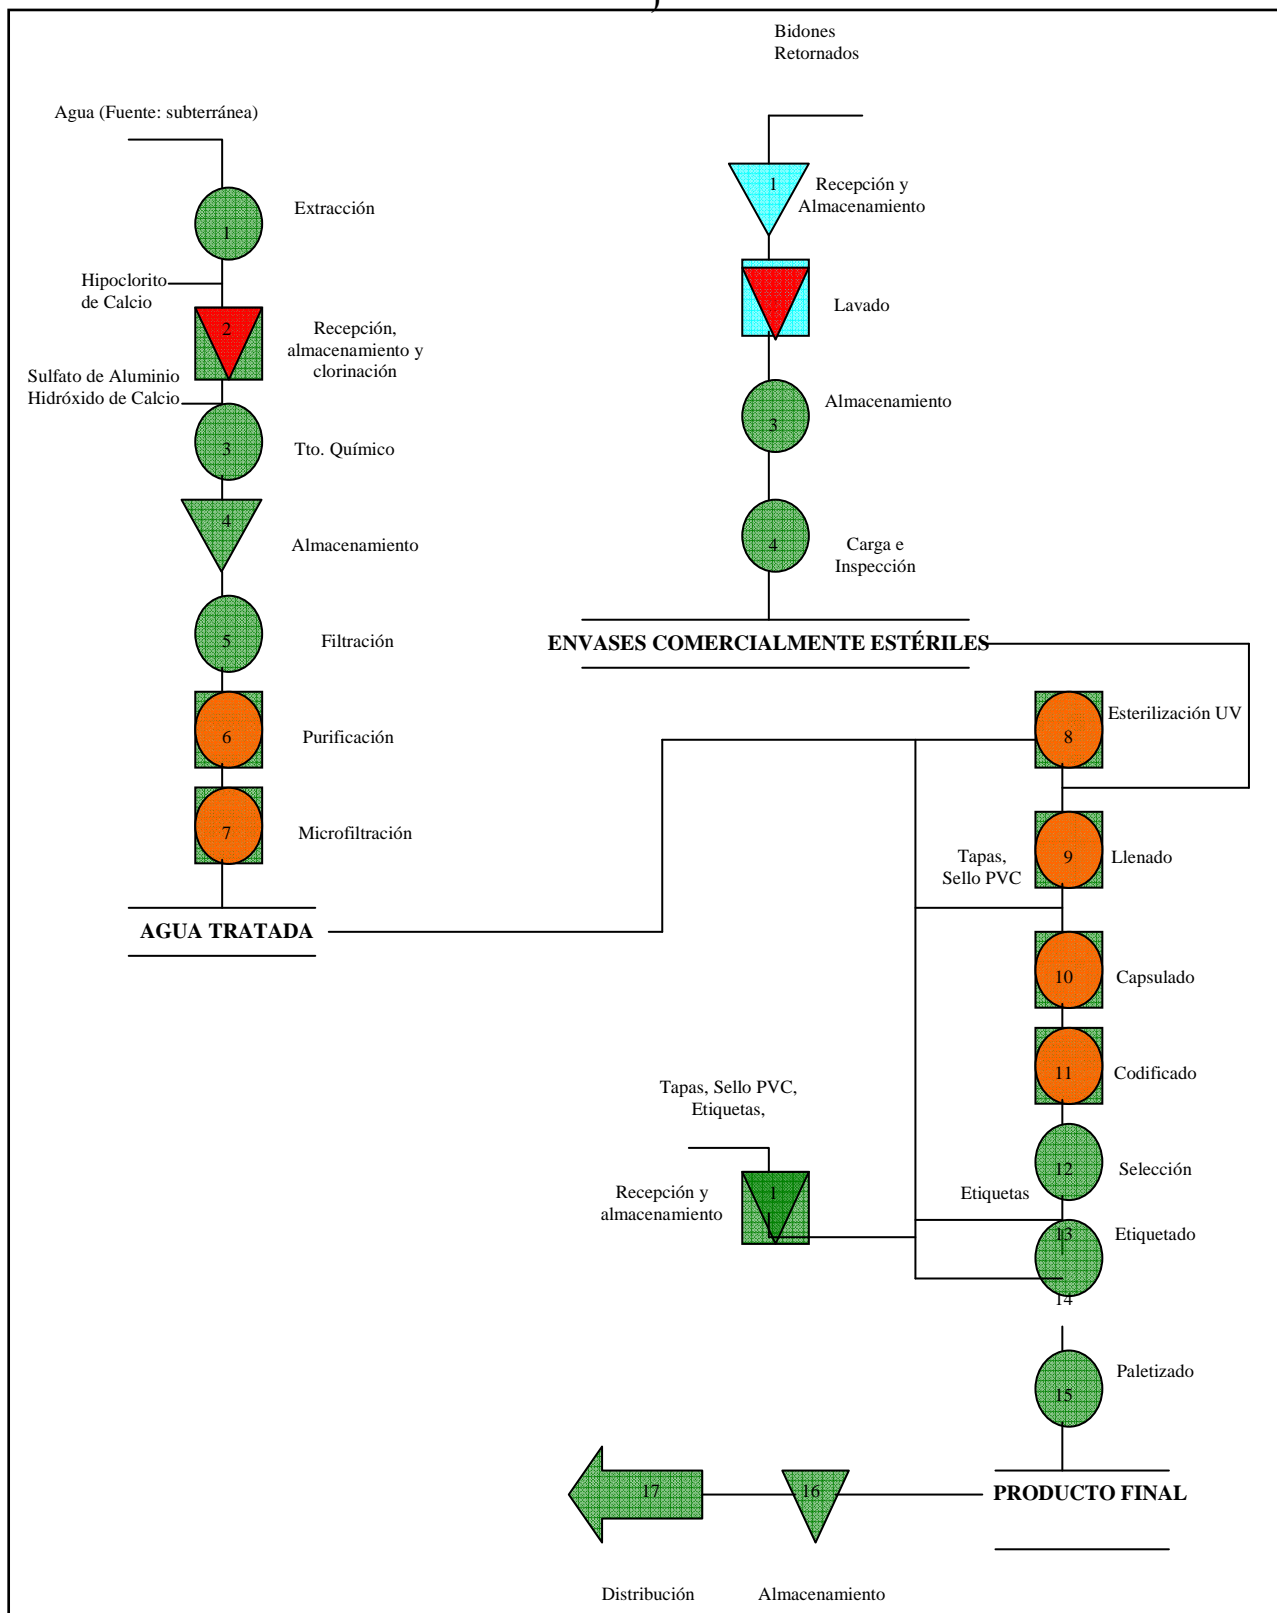 Bidones
Retornados
Agua (Fuente: subterránea)
1
Extracción
Hipoclorito
de Calcio
2
Recepción,
almacenamiento y
clorinación
Sulfato de Aluminio
Hidróxido de Calcio
3
Tto. Químico
4
Almacenamiento
5
Filtración
6
Purificación
7
Microfiltración
AGUA TRATADA
1
Recepción y
Almacenamiento
Lavado
3
Almacenamiento
4
Carga e
Inspección
ENVASES COMERCIALMENTE ESTÉRILES
8
Esterilización UV
9
Llenado
Tapas,
Sello PVC
10
Capsulado
11
Codificado
Tapas, Sello PVC,
Etiquetas,
1
Recepción y
almacenamiento
12
Selección
Etiquetas
13
Etiquetado
14
15
Paletizado
PRODUCTO FINAL
16
Almacenamiento
17
Distribución